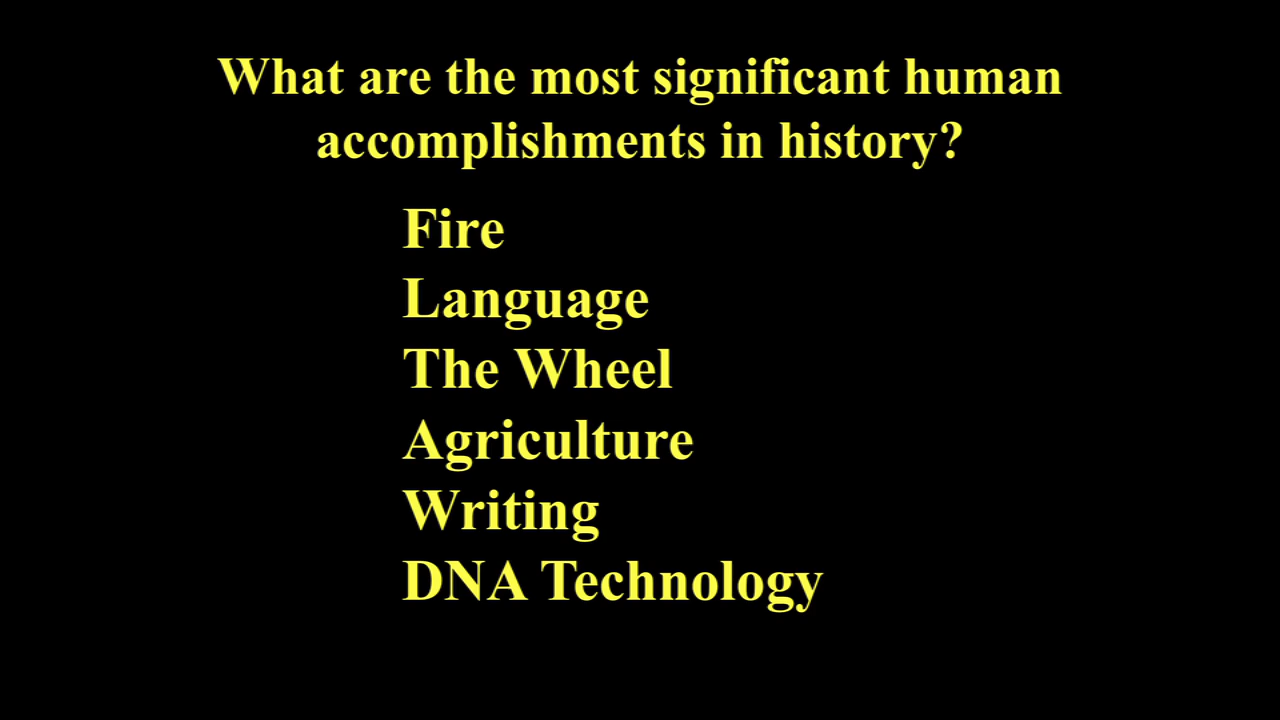 What are the most significant human
accomplishments in history?
Fire
Language
The Wheel
Agriculture
Writing
DNA Technology